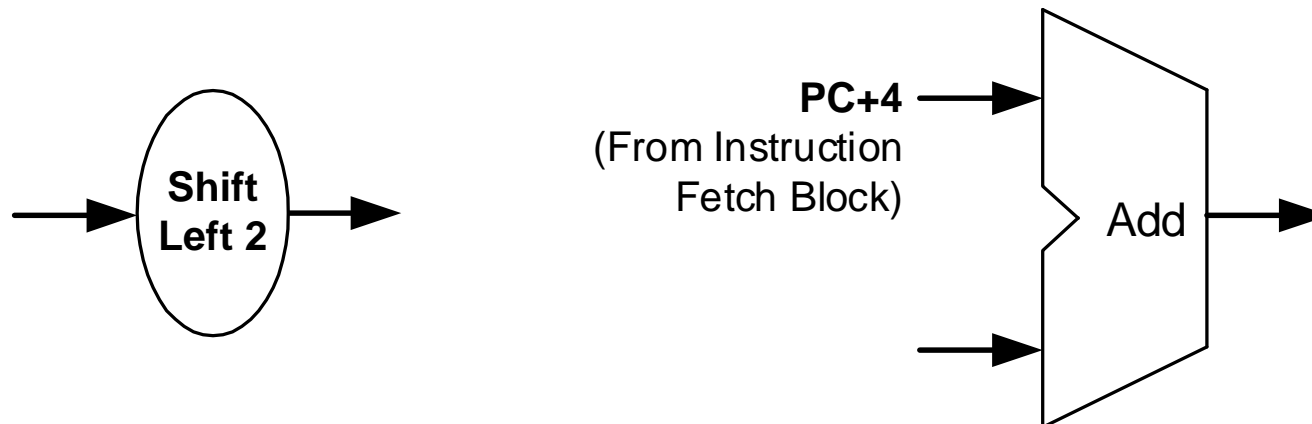 Shift
Left 2
PC+4
(From Instruction
Fetch Block)
Add